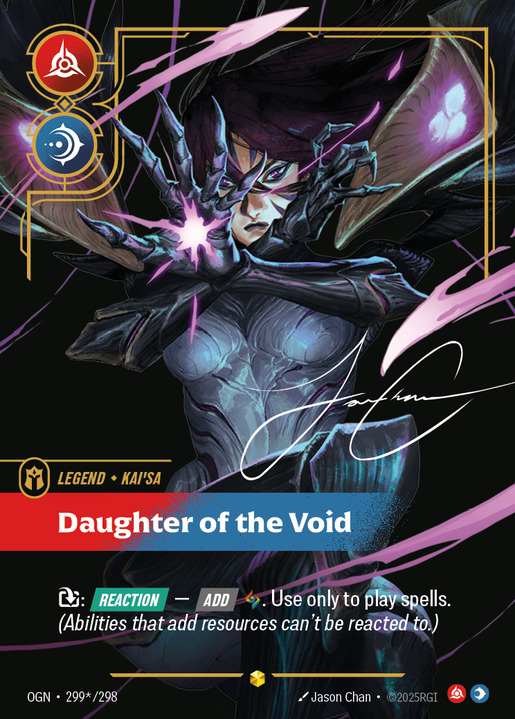 LEGEND • KAI'SA
Daughter of the Void
: REACTION — ADD . Use only to play spells.
(Abilities that add resources can't be reacted to.)
OGN • 299*/298
Jason Chan • ©2025RGI